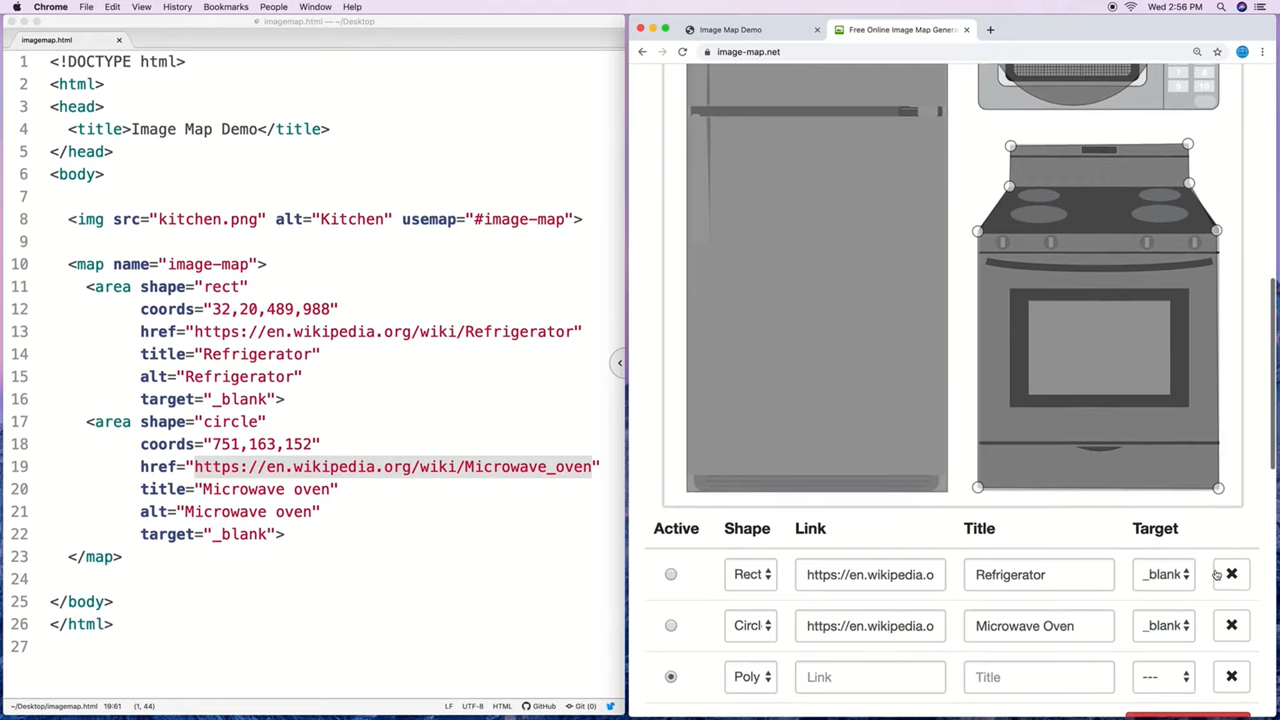 Chrome File Edit View History Bookmarks People Window Help Wed 2:56 PM
imagemap.html — ~/Desktop
imagemap.html
1 <!DOCTYPE html>
2 <html>
3 <head>
4 <title>Image Map Demo</title>
5 </head>
6 <body>
7
8 <img src="kitchen.png" alt="Kitchen" usemap="#image-map">
9
10 <map name="image-map">
11 <area shape="rect"
12 coords="32,20,489,988"
13 href="https://en.wikipedia.org/wiki/Refrigerator"
14 title="Refrigerator"
15 alt="Refrigerator"
16 target="_blank">
17 <area shape="circle"
18 coords="751,163,152"
19 href="https://en.wikipedia.org/wiki/Microwave_oven"
20 title="Microwave oven"
21 alt="Microwave oven"
22 target="_blank">
23 </map>
24
25 </body>
26 </html>
27
~/Desktop/imagemap.html 19:61 (1, 44) LF UTF-8 HTML GitHub Git (0)
Image Map Demo
Free Online Image Map Genera
image-map.net
7 8
9 10
Active Shape Link Title Target
Rect https://en.wikipedia.o Refrigerator _blank
Circl https://en.wikipedia.o Microwave Oven _blank
Poly Link Title ---